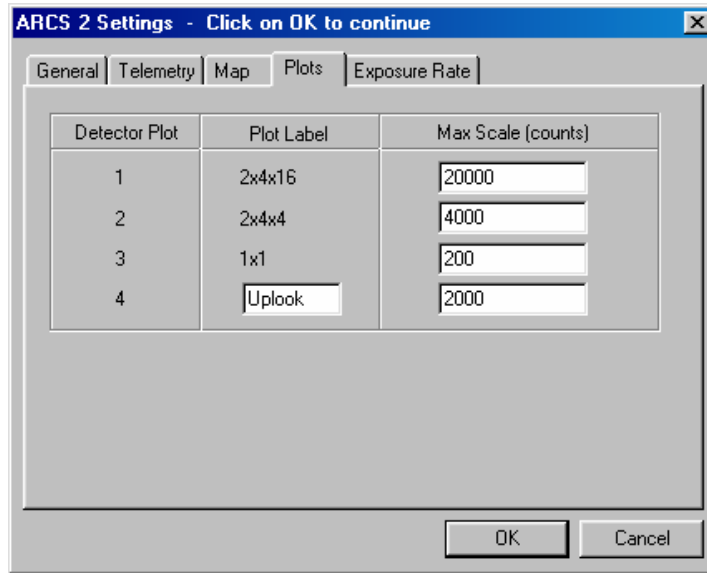 ARCS 2 Settings - Click on OK to continue
General Telemetry Map Plots Exposure Rate
Detector Plot Plot Label Max Scale (counts)
1 2x4x16 20000
2 2x4x4 4000
3 1x1 200
4 Uplook 2000
OK Cancel